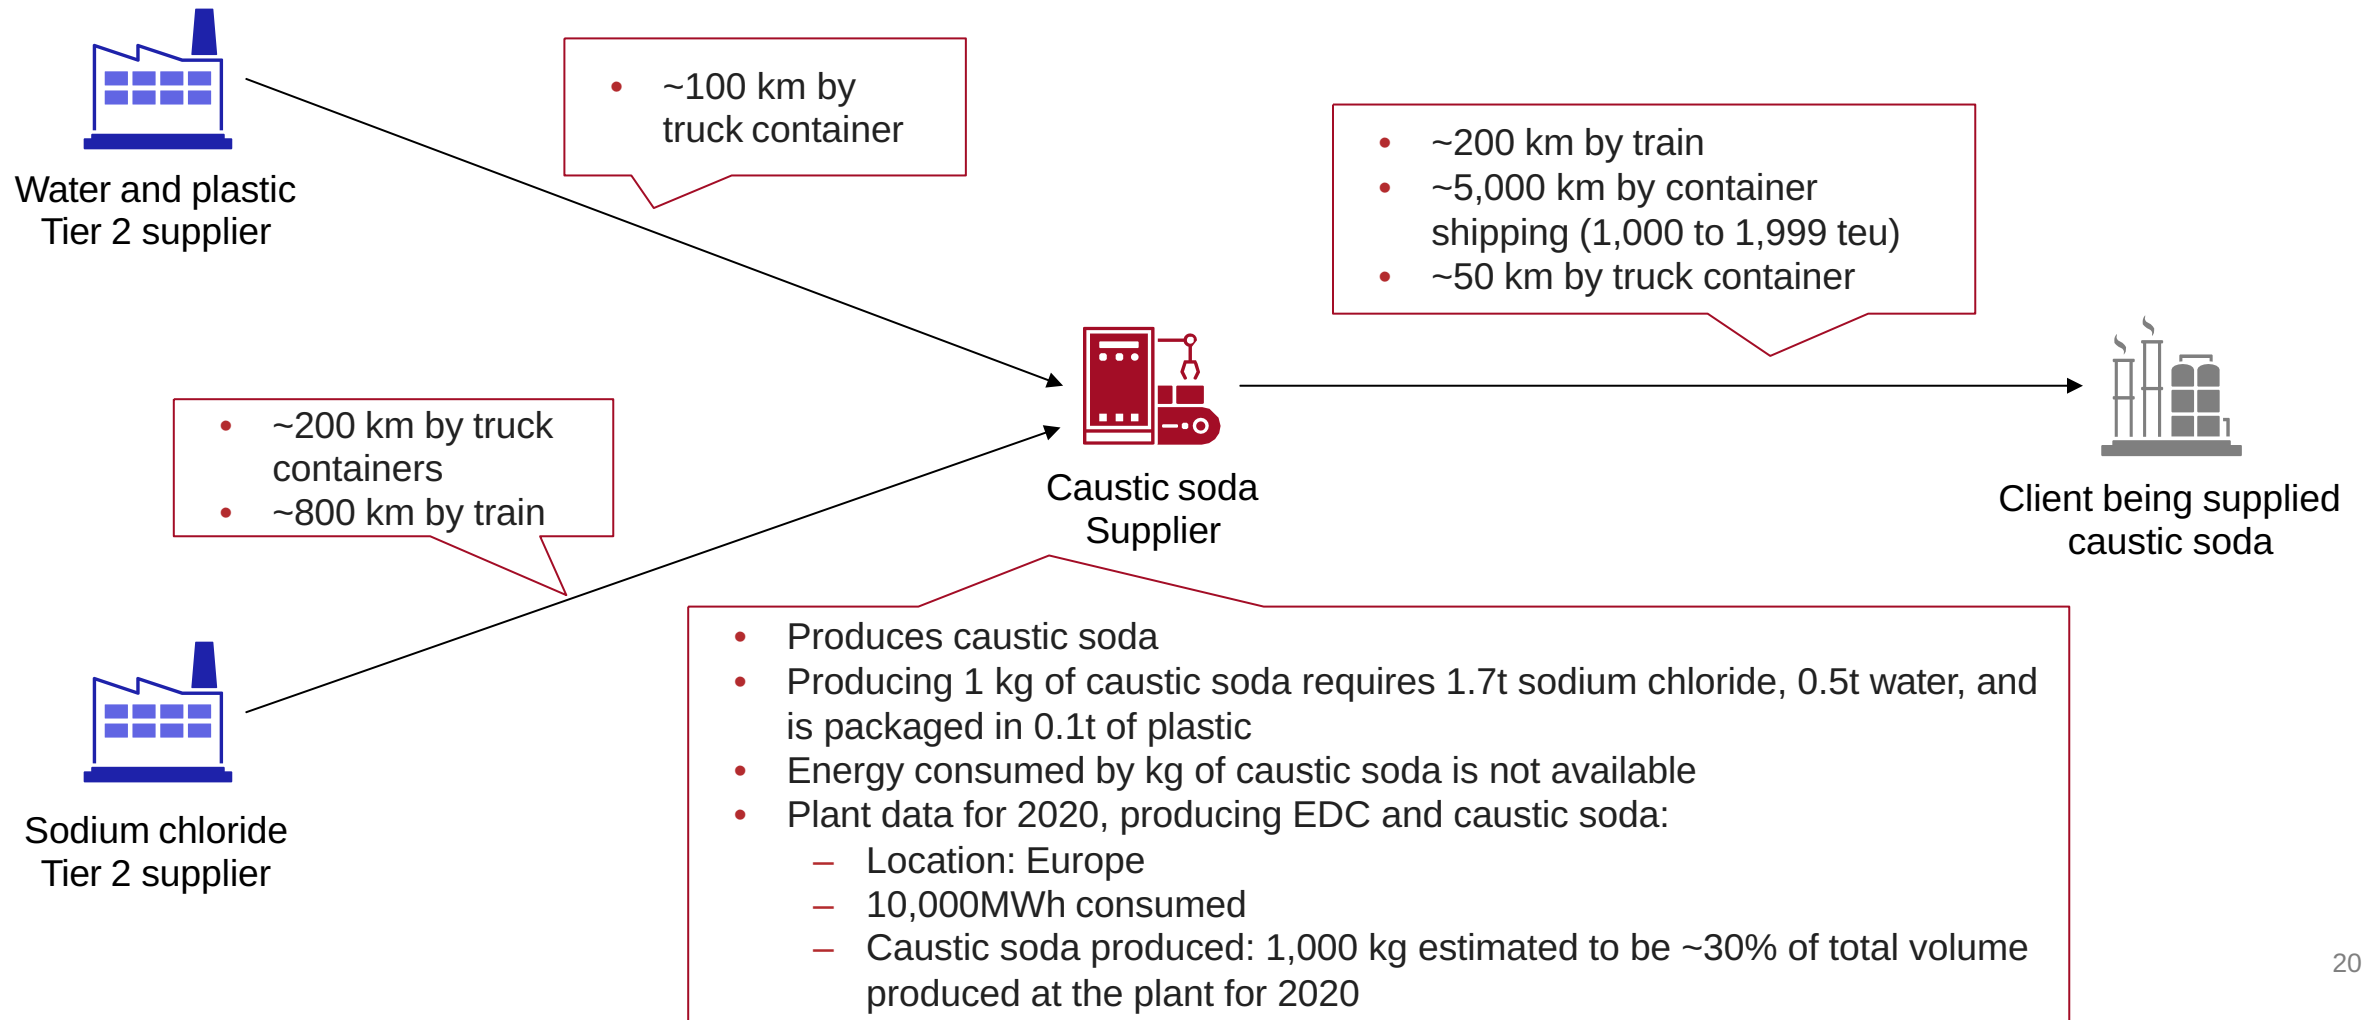 • ~100 km by
truck container
• ~200 km by train
• ~5,000 km by container
shipping (1,000 to 1,999 teu)
• ~50 km by truck container
Water and plastic
Tier 2 supplier
• ~200 km by truck
containers
• ~800 km by train
Caustic soda
Supplier
Client being supplied
caustic soda
Sodium chloride
Tier 2 supplier
• Produces caustic soda
• Producing 1 kg of caustic soda requires 1.7t sodium chloride, 0.5t water, and
is packaged in 0.1t of plastic
• Energy consumed by kg of caustic soda is not available
• Plant data for 2020, producing EDC and caustic soda:
– Location: Europe
– 10,000MWh consumed
– Caustic soda produced: 1,000 kg estimated to be ~30% of total volume
produced at the plant for 2020
20